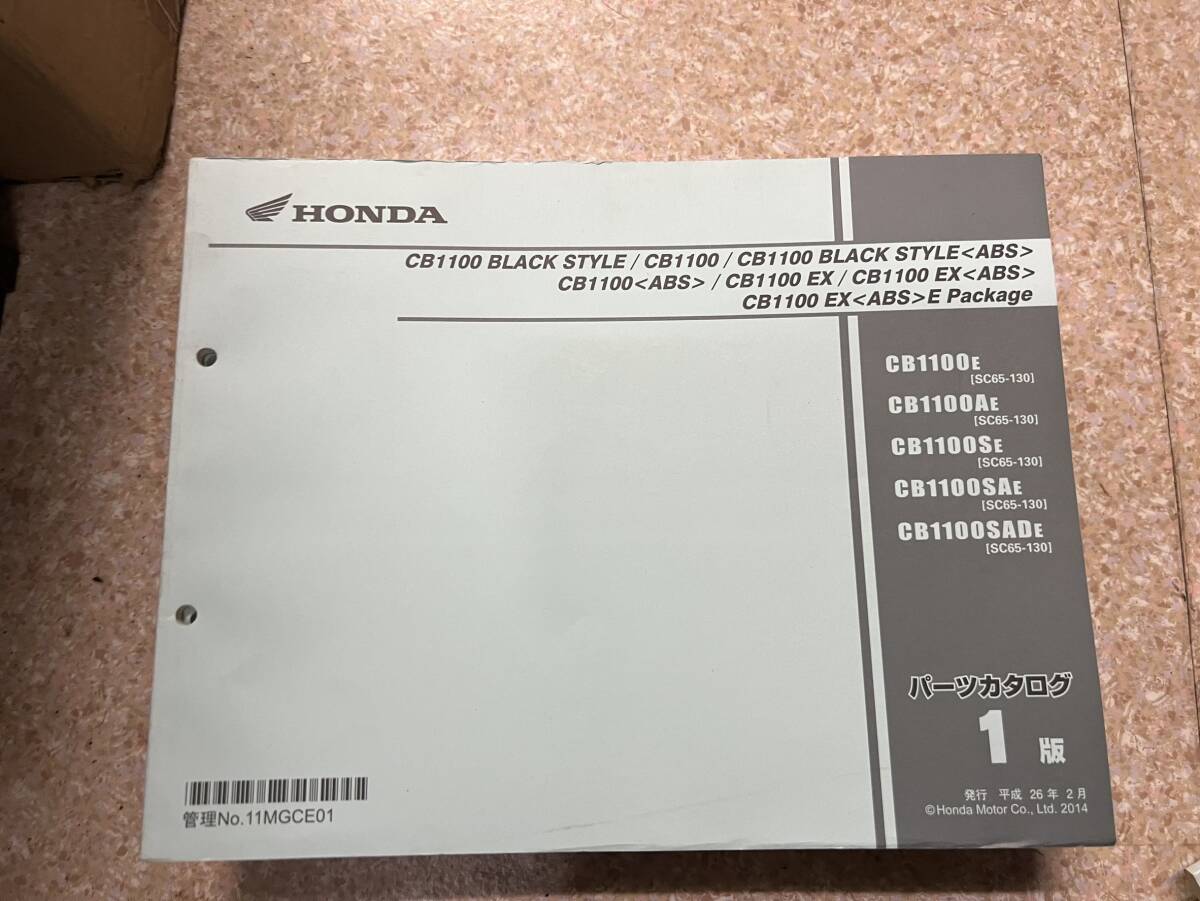 HONDA
CB1100 BLACK STYLE / CB1100 / CB1100 BLACK STYLE<ABS>
CB1100<ABS> / CB1100 EX / CB1100 EX<ABS>
CB1100 EX<ABS>E Package
CB1100E
[SC65-130]
CB1100AE
[SC65-130]
CB1100SE
[SC65-130]
CB1100SAE
[SC65-130]
CB1100SADE
[SC65-130]
パーツカタログ
1 版
発行 平成 26 年 2 月
©Honda Motor Co., Ltd. 2014
管理No.11MGCE01